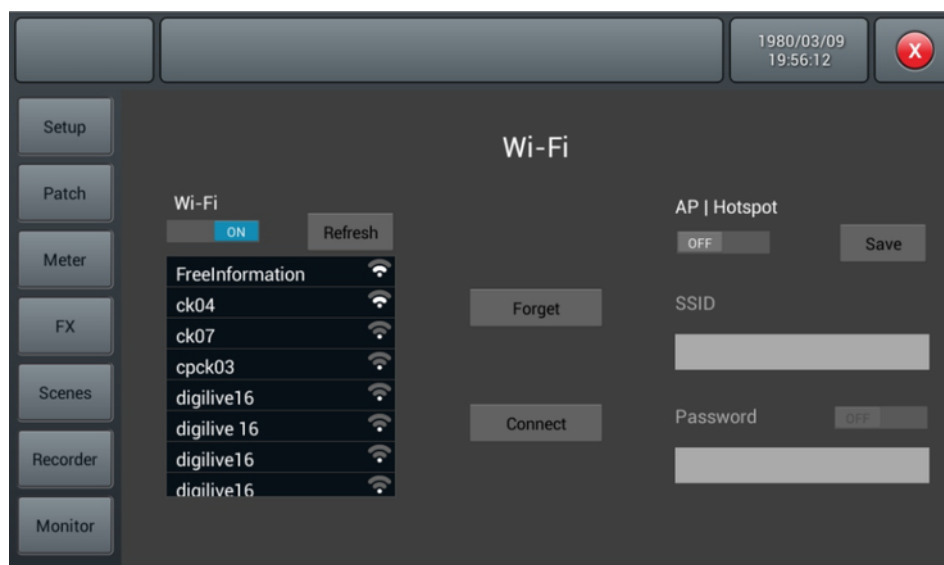 1980/03/09
19:56:12
X
Setup
Patch
Meter
FX
Scenes
Recorder
Monitor
Wi-Fi
Wi-Fi
ON
Refresh
FreeInformation
ck04
ck07
cpck03
digilive16
digilive 16
digilive16
digilive16
Forget
Connect
AP | Hotspot
OFF
Save
SSID
Password
OFF